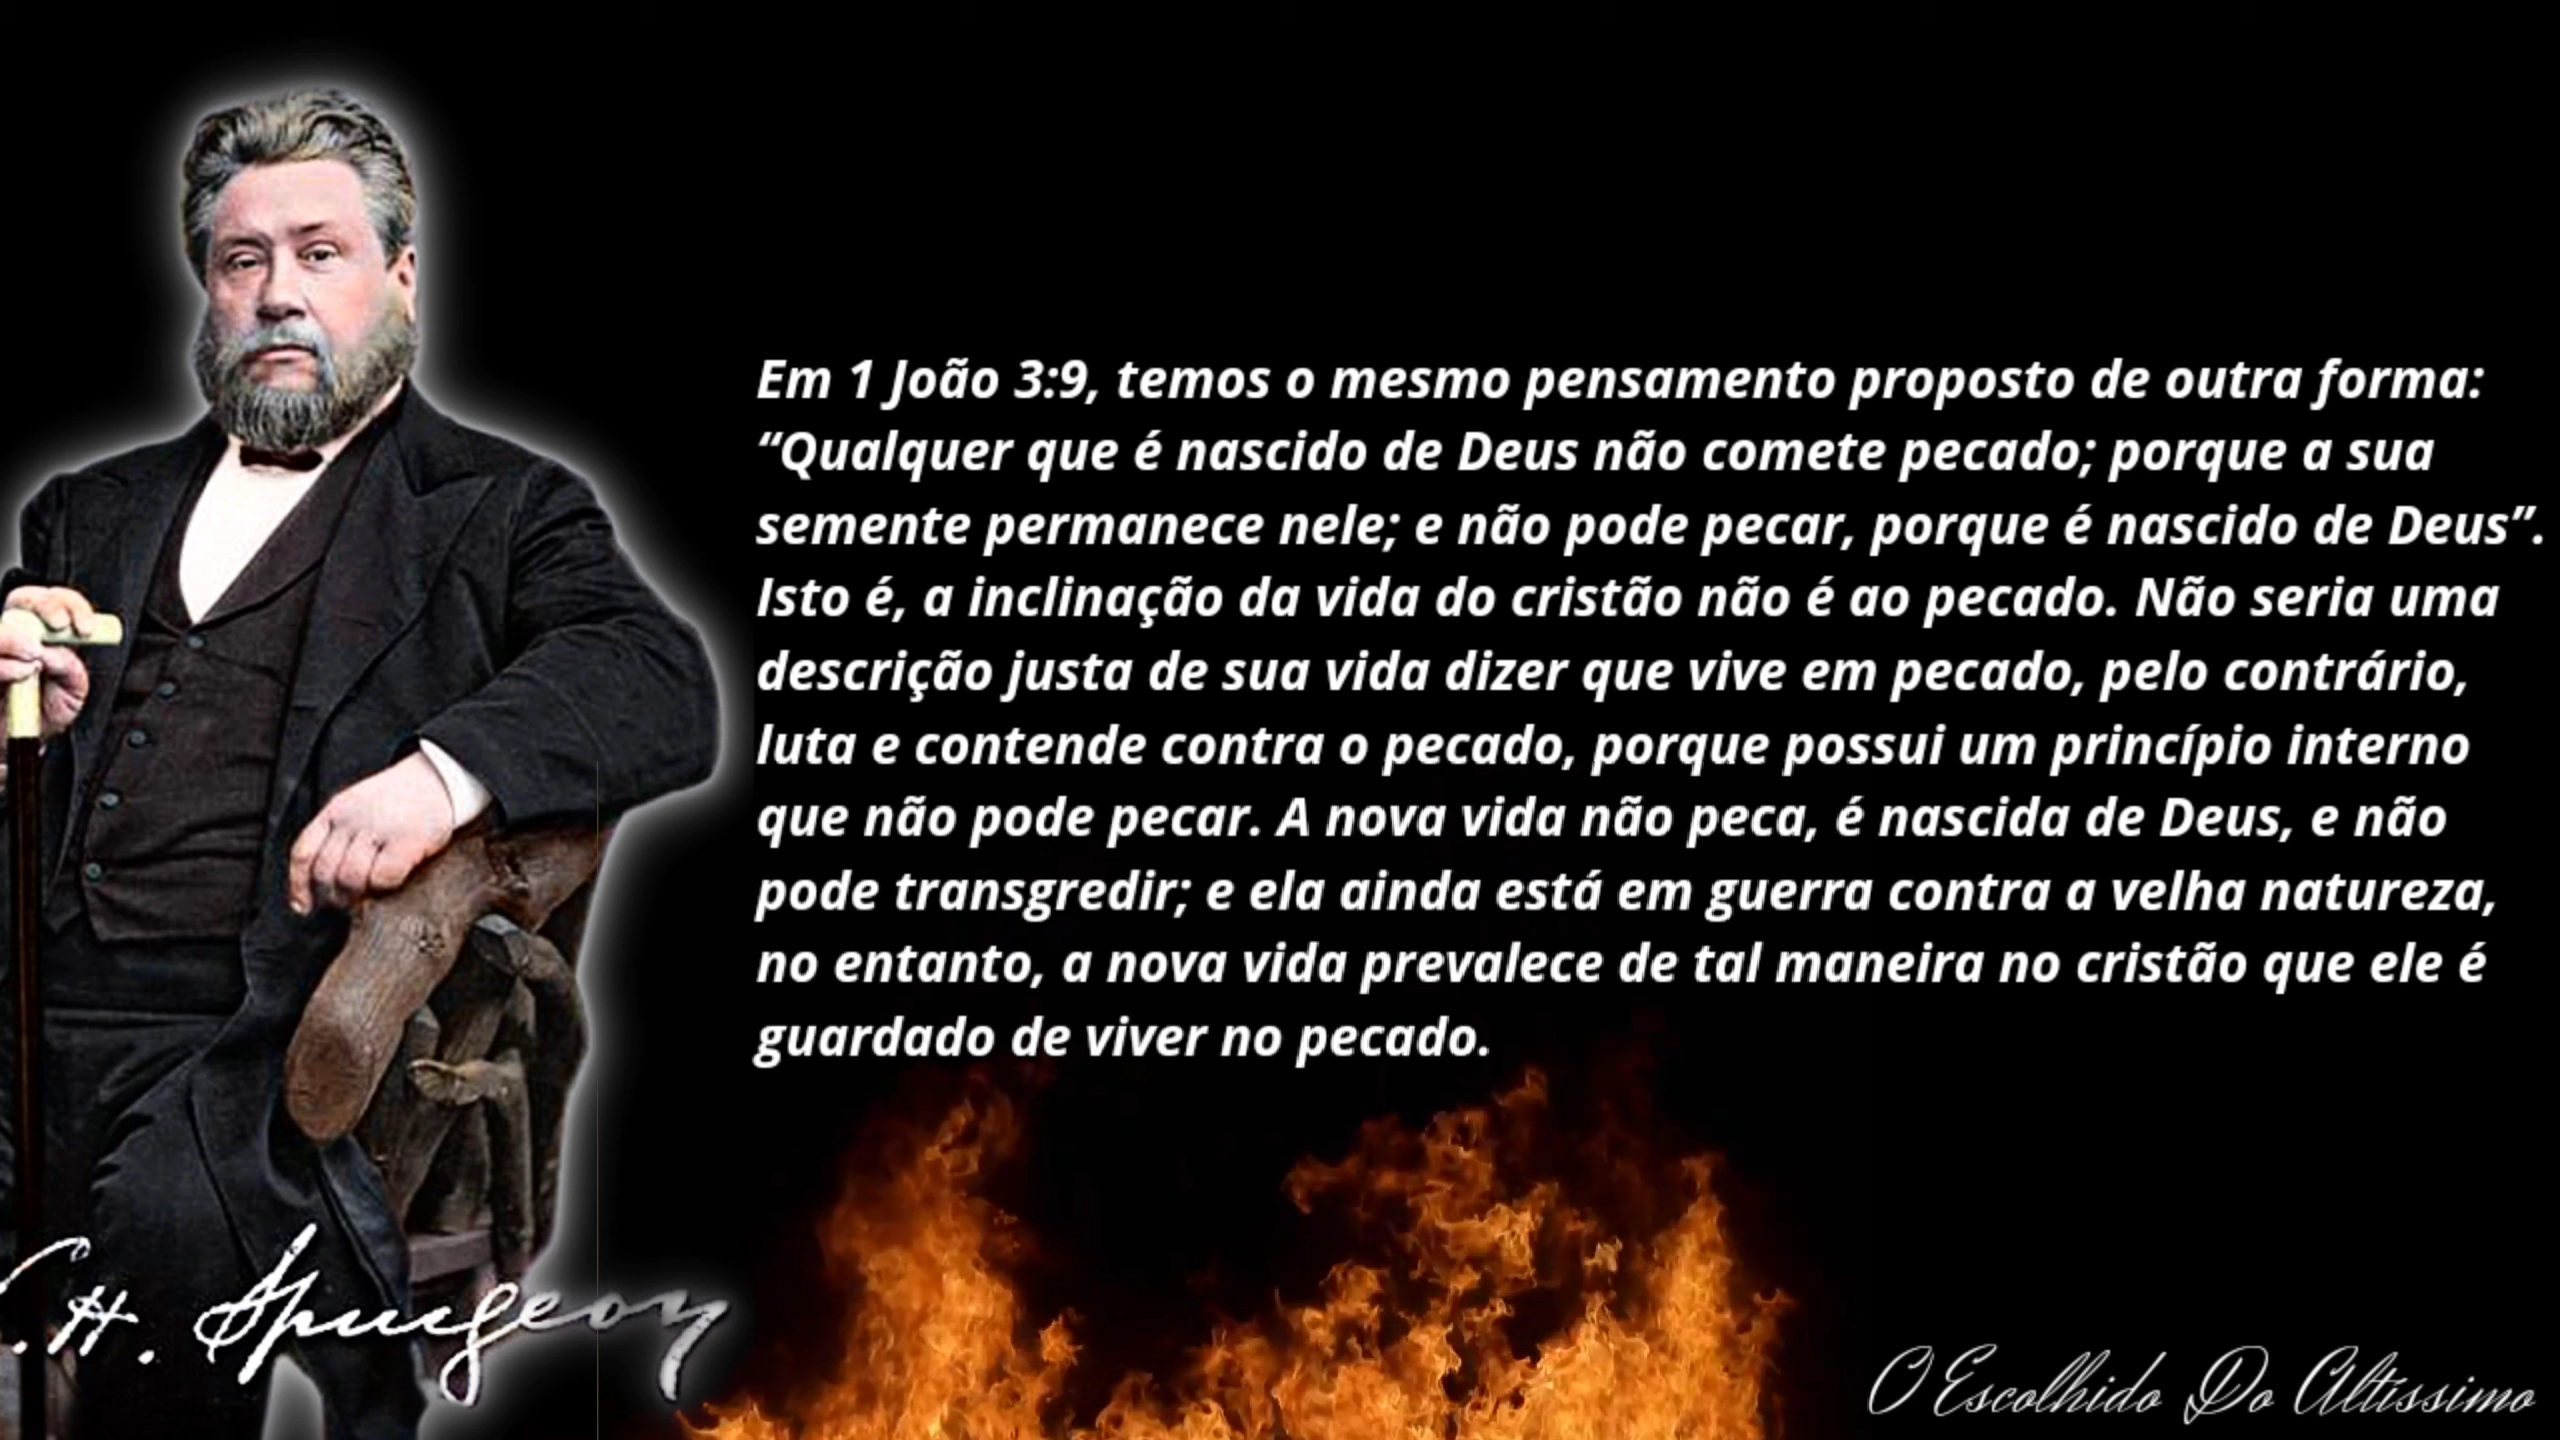 Em 1 João 3:9, temos o mesmo pensamento proposto de outra forma:
“Qualquer que é nascido de Deus não comete pecado; porque a sua
semente permanece nele; e não pode pecar, porque é nascido de Deus”.
Isto é, a inclinação da vida do cristão não é ao pecado. Não seria uma
descrição justa de sua vida dizer que vive em pecado, pelo contrário,
luta e contende contra o pecado, porque possui um princípio interno
que não pode pecar. A nova vida não peca, é nascida de Deus, e não
pode transgredir; e ela ainda está em guerra contra a velha natureza,
no entanto, a nova vida prevalece de tal maneira no cristão que ele é
guardado de viver no pecado.
C. H. Spurgeon
O Escolhido Do Altíssimo